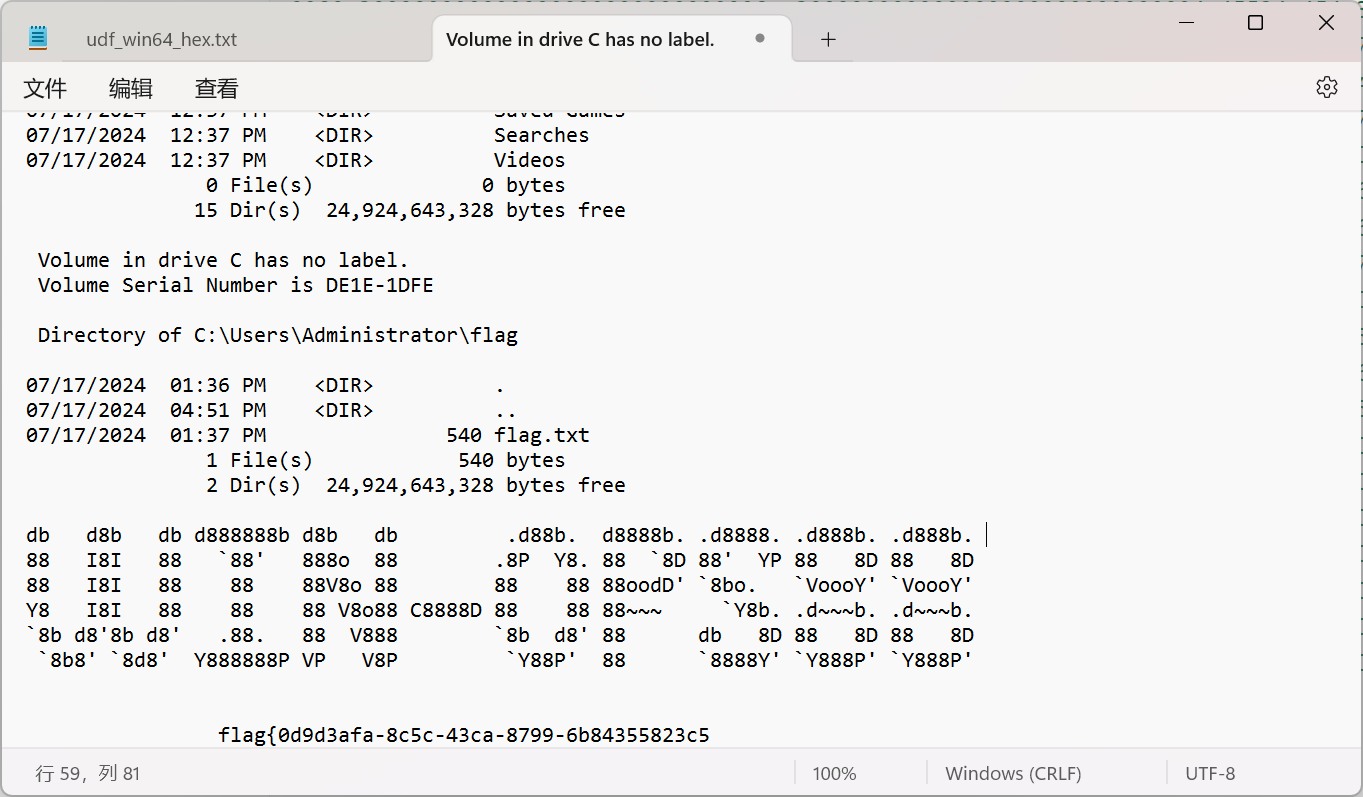 udf_win64_hex.txt
Volume in drive C has no label.
文件 编辑 查看
07/17/2024  12:37 PM    <DIR>          Saved Games
07/17/2024  12:37 PM    <DIR>          Searches
07/17/2024  12:37 PM    <DIR>          Videos
               0 File(s)              0 bytes
              15 Dir(s)  24,924,643,328 bytes free
 Volume in drive C has no label.
 Volume Serial Number is DE1E-1DFE
 Directory of C:\Users\Administrator\flag
07/17/2024  01:36 PM    <DIR>          .
07/17/2024  04:51 PM    <DIR>          ..
07/17/2024  01:37 PM               540 flag.txt
               1 File(s)            540 bytes
               2 Dir(s)  24,924,643,328 bytes free
db   d8b   db d888888b d8b   db         .d88b.  d8888b. .d8888. .d888b. .d888b.
88   I8I   88   `88'   888o  88        .8P  Y8. 88  `8D 88'  YP 88   8D 88   8D
88   I8I   88    88    88V8o 88        88    88 88oodD' `8bo.   `VoooY' `VoooY'
Y8   I8I   88    88    88 V8o88 C8888D 88    88 88~~~     `Y8b. .d~~~b. .d~~~b.
`8b d8'8b d8'   .88.   88  V888        `8b  d8' 88      db   8D 88   8D 88   8D
 `8b8' `8d8'  Y888888P VP   V8P         `Y88P'  88      `8888Y' `Y888P' `Y888P'
flag{0d9d3afa-8c5c-43ca-8799-6b84355823c5
行 59，列 81
100%
Windows (CRLF)
UTF-8